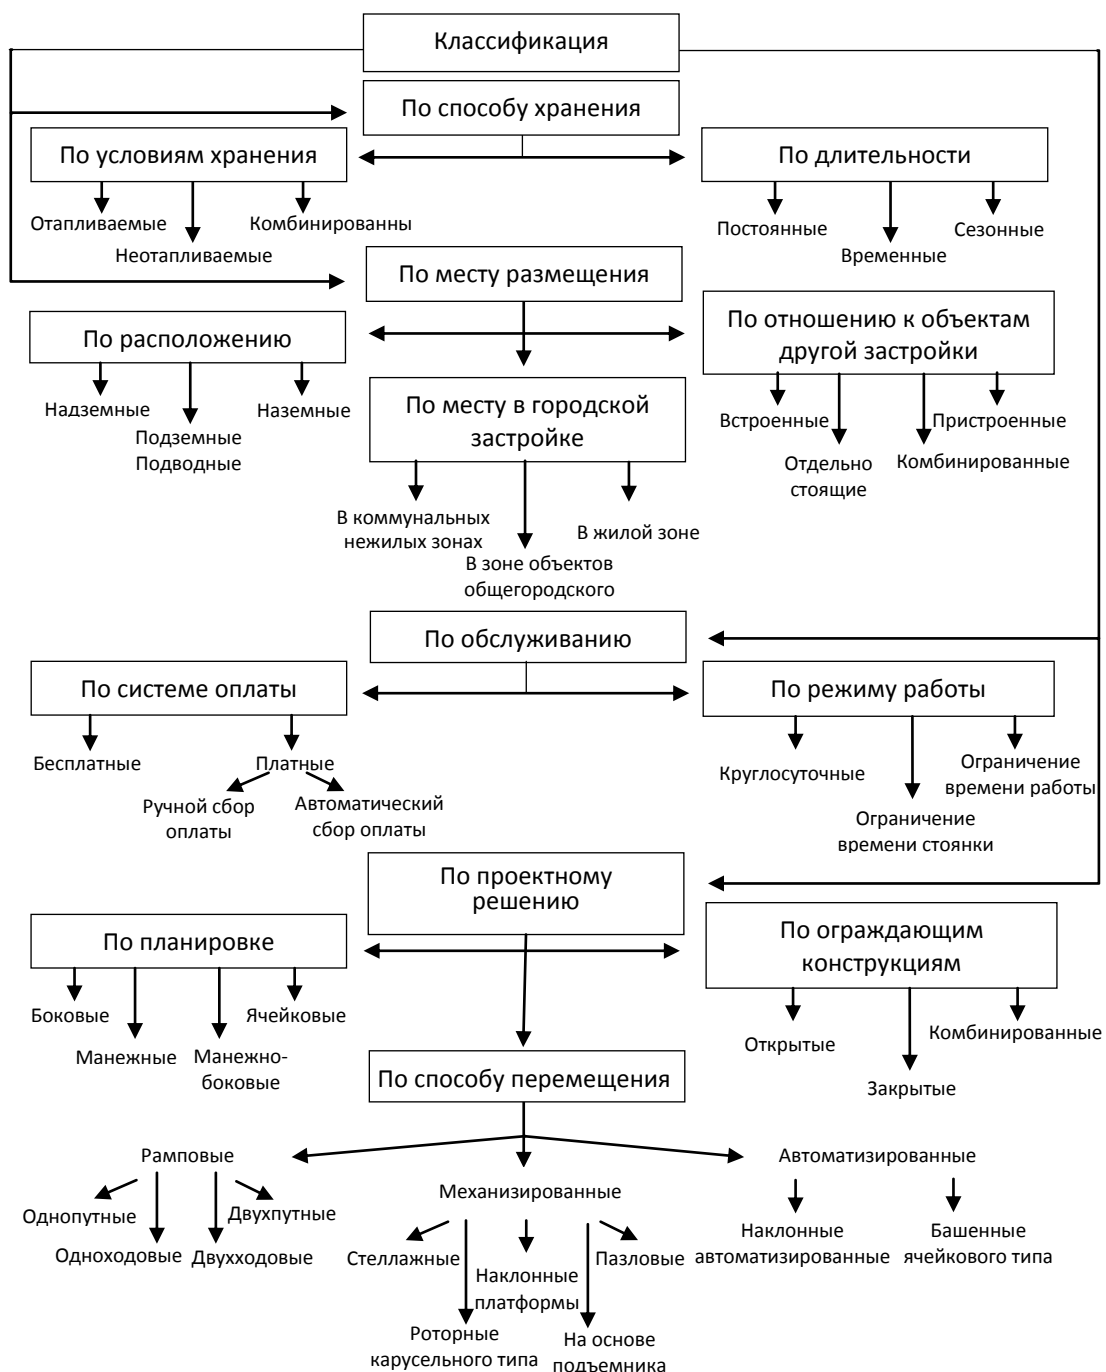 Классификация
По способу хранения
По условиям хранения
По длительности
Отапливаемые
Комбинированны
Неотапливаемые
Постоянные
Сезонные
Временные
По месту размещения
По расположению
По отношению к объектам
другой застройки
Надземные
Наземные
Подземные
Подводные
По месту в городской
застройке
Встроенные
Пристроенные
Отдельно
стоящие
Комбинированные
В коммунальных
нежилых зонах
В жилой зоне
В зоне объектов
общегородского
По обслуживанию
По системе оплаты
По режиму работы
Бесплатные
Платные
Ручной сбор
оплаты
Автоматический
сбор оплаты
Круглосуточные
Ограничение
времени работы
Ограничение
времени стоянки
По проектному
решению
По планировке
По ограждающим
конструкциям
Боковые
Ячейковые
Манежные
Манежно-
боковые
Открытые
Комбинированные
Закрытые
По способу перемещения
Рамповые
Механизированные
Автоматизированные
Однопутные
Двухпутные
Одноходовые
Двухходовые
Стеллажные
Пазловые
Наклонные
платформы
Роторные
карусельного типа
На основе
подъемника
Наклонные
автоматизированные
Башенные
ячейкового типа